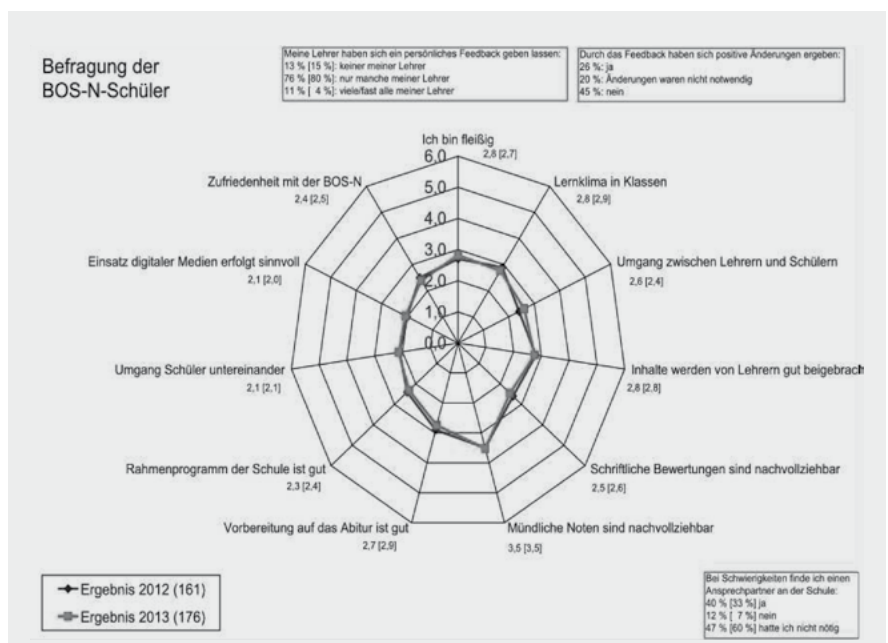 Befragung der
BOS-N-Schüler
Meine Lehrer haben sich ein persönliches Feedback geben lassen:
13 % [15 %]: keiner meiner Lehrer
76 % [80 %]: nur manche meiner Lehrer
11 % [ 4 %]: viele/fast alle meiner Lehrer
Durch das Feedback haben sich positive Änderungen ergeben:
26 %: ja
20 %: Änderungen waren nicht notwendig
45 %: nein
Ich bin fleißig
2,8 [2,7]
Lernklima in Klassen
2,8 [2,9]
Umgang zwischen Lehrern und Schülern
2,6 [2,4]
Inhalte werden von Lehrern gut beigebrach
2,8 [2,8]
Schriftliche Bewertungen sind nachvollziehbar
2,5 [2,6]
Mündliche Noten sind nachvollziehbar
3,5 [3,5]
Vorbereitung auf das Abitur ist gut
2,7 [2,9]
Rahmenprogramm der Schule ist gut
2,3 [2,4]
Umgang Schüler untereinander
2,1 [2,1]
Einsatz digitaler Medien erfolgt sinnvoll
2,1 [2,0]
Zufriedenheit mit der BOS-N
2,4 [2,5]
6,0
5,0
4,0
3,0
2,0
1,0
0,0
Ergebnis 2012 (161)
Ergebnis 2013 (176)
Bei Schwierigkeiten finde ich einen
Ansprechpartner an der Schule:
40 % [33 %] ja
12 % [ 7 %] nein
47 % [60 %] hatte ich nicht nötig